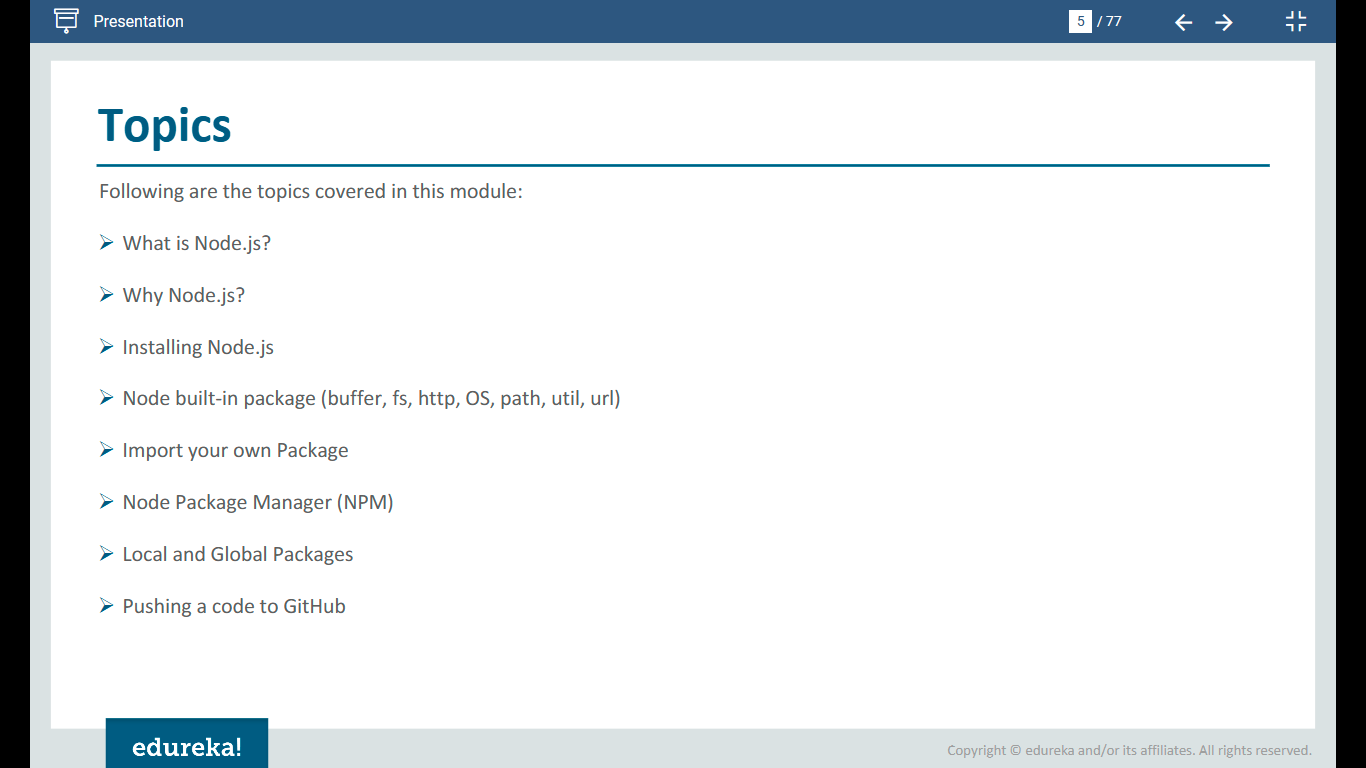 Presentation
5 / 77
Topics
Following are the topics covered in this module:
➢ What is Node.js?
➢ Why Node.js?
➢ Installing Node.js
➢ Node built-in package (buffer, fs, http, OS, path, util, url)
➢ Import your own Package
➢ Node Package Manager (NPM)
➢ Local and Global Packages
➢ Pushing a code to GitHub
edureka!
Copyright © edureka and/or its affiliates. All rights reserved.